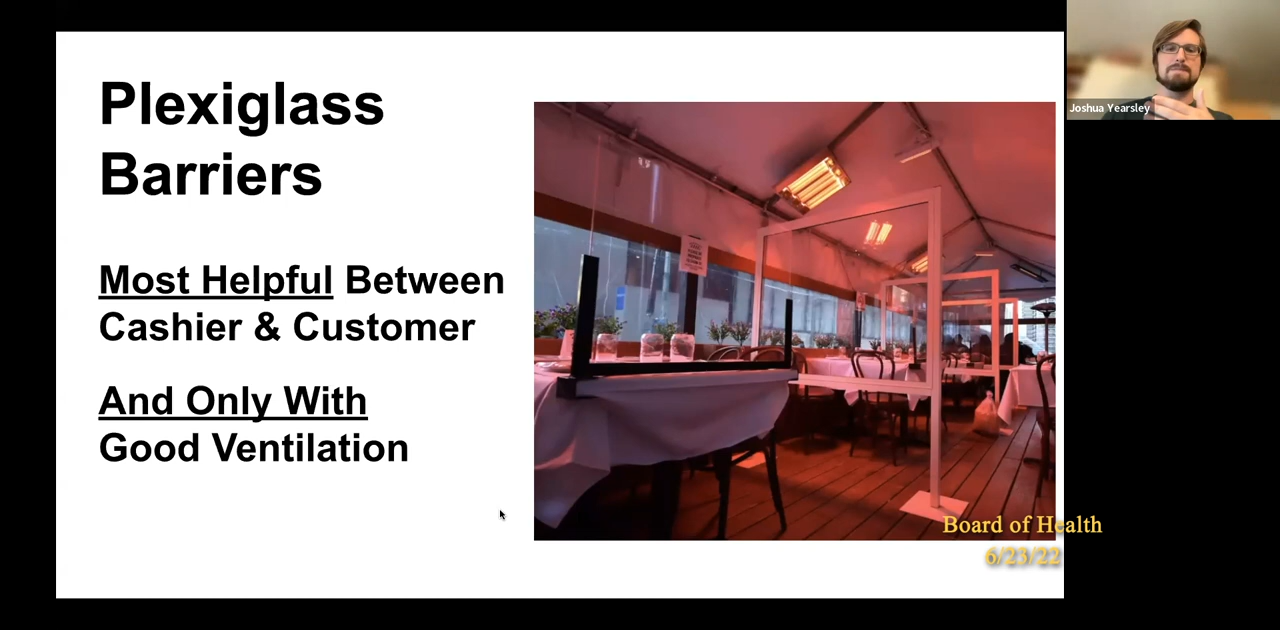 Plexiglass
Barriers
Most Helpful Between
Cashier & Customer
And Only With
Good Ventilation
Joshua Yearsley
Board of Health
6/23/22